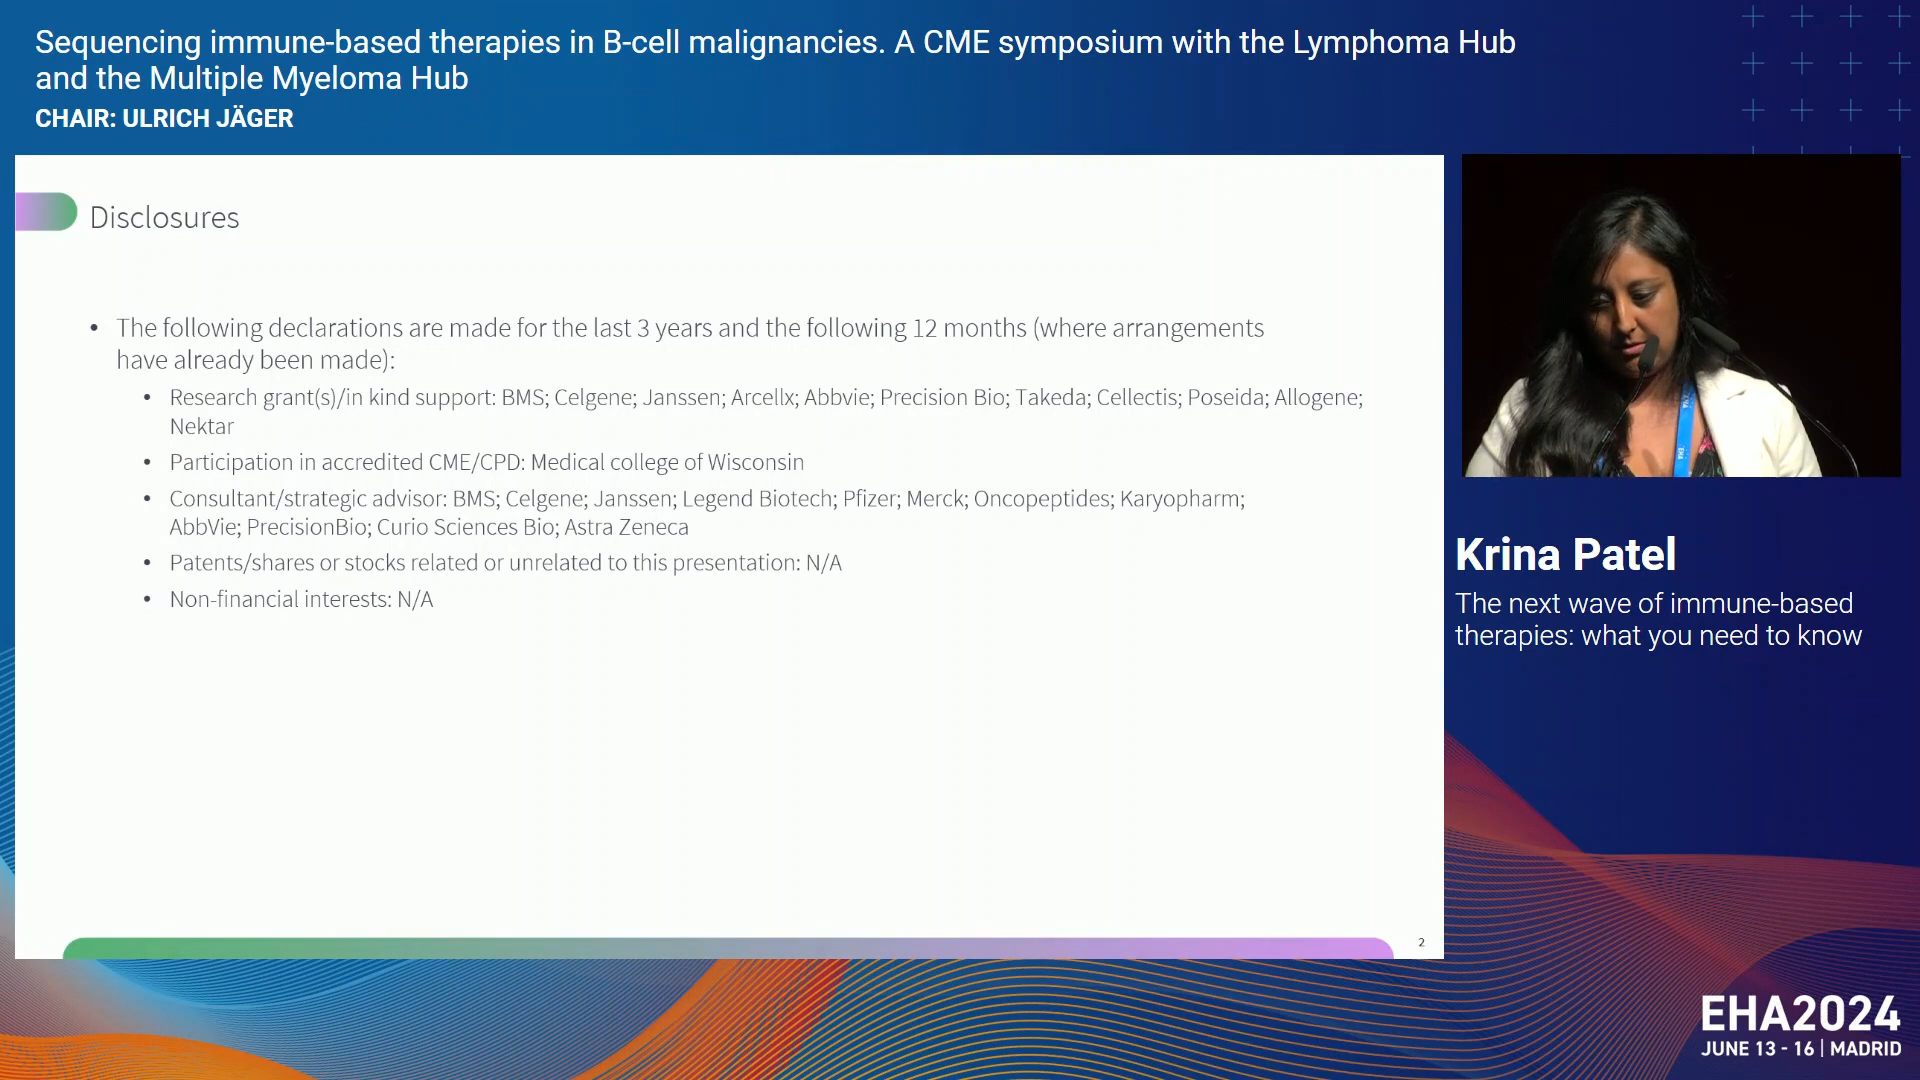 Sequencing immune-based therapies in B-cell malignancies. A CME symposium with the Lymphoma Hub
and the Multiple Myeloma Hub
CHAIR: ULRICH JÄGER
Disclosures
• The following declarations are made for the last 3 years and the following 12 months (where arrangements
have already been made):
• Research grant(s)/in kind support: BMS; Celgene; Janssen; Arcellx; Abbvie; Precision Bio; Takeda; Cellectis; Poseida; Allogene;
Nektar
• Participation in accredited CME/CPD: Medical college of Wisconsin
• Consultant/strategic advisor: BMS; Celgene; Janssen; Legend Biotech; Pfizer; Merck; Oncopeptides; Karyopharm;
AbbVie; PrecisionBio; Curio Sciences Bio; Astra Zeneca
• Patents/shares or stocks related or unrelated to this presentation: N/A
• Non-financial interests: N/A
2
Krina Patel
The next wave of immune-based
therapies: what you need to know
EHA2024
JUNE 13 - 16 | MADRID